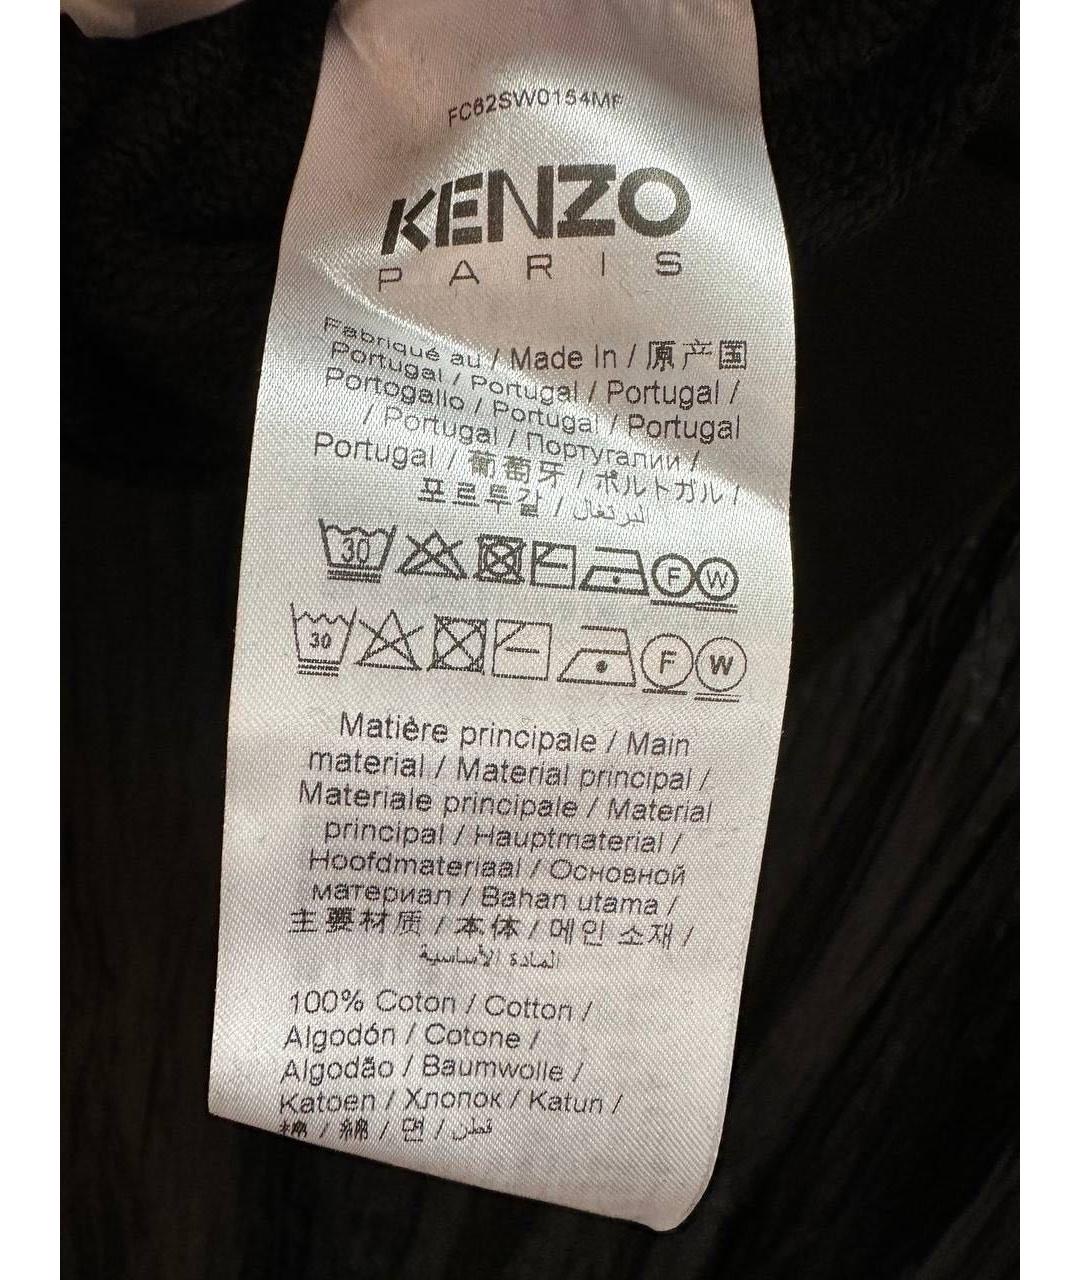 FC62SW0154MF
KENZO
PARIS
Fabriqué au / Made In / 原产国
Portugal / Portugal / Portugal /
Portogallo / Portugal / Portugal
/ Portugal / Португалии /
Portugal / 葡萄牙 / ポルトガル /
포르투갈 / البرتغال
30 F W
30 F W
Matière principale / Main
material / Material principal /
Materiale principale / Material
principal / Hauptmaterial /
Hoofdmateriaal / Основной
материал / Bahan utama /
主要材质 / 本体 / 메인 소재 /
المادة الأساسية
100% Coton / Cotton /
Algodón / Cotone /
Algodão / Baumwolle /
Katoen / Хлопок / Katun /
棉 / 綿 / 면 / قطن